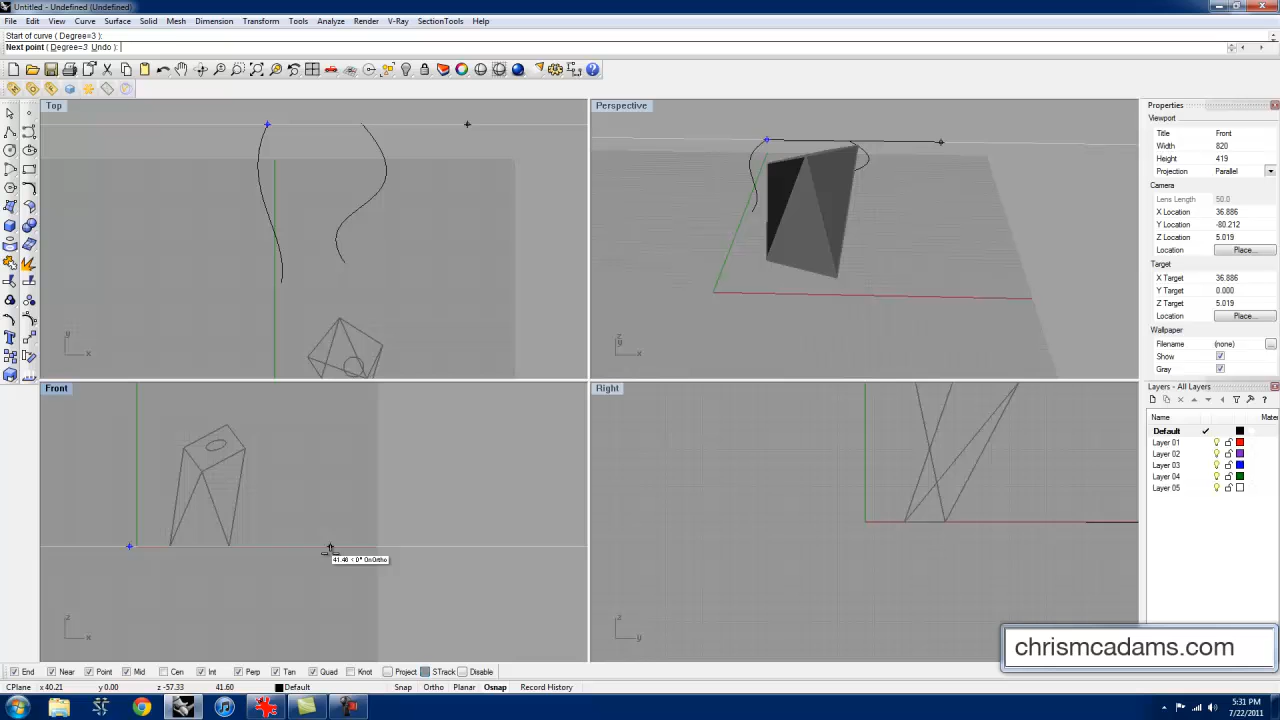 Untitled - Undefined (Undefined)
File Edit View Curve Surface Solid Mesh Dimension Transform Tools Analyze Render V-Ray SectionTools Help
Start of curve ( Degree=3 ):
Next point ( Degree=3 Undo ):
Top
Perspective
Front
Right
y
x
z
y
x
z
x
z
y
41.40 < 0° OnOrtho
Properties
Viewport
Title Front
Width 820
Height 419
Projection Parallel
Camera
Lens Length 50.0
X Location 36.886
Y Location -80.212
Z Location 5.019
Location Place...
Target
X Target 36.886
Y Target 0.000
Z Target 5.019
Location Place...
Wallpaper
Filename (none) ...
Show
Gray
Layers - All Layers
Name Mater
Default
Layer 01
Layer 02
Layer 03
Layer 04
Layer 05
chrismcadams.com
End Near Point Mid Cen Int Perp Tan Quad Knot Project STrack Disable
CPlane x 40.21 y 0.00 z -57.33 41.60 Default Snap Ortho Planar Osnap Record History
5:31 PM
7/22/2011